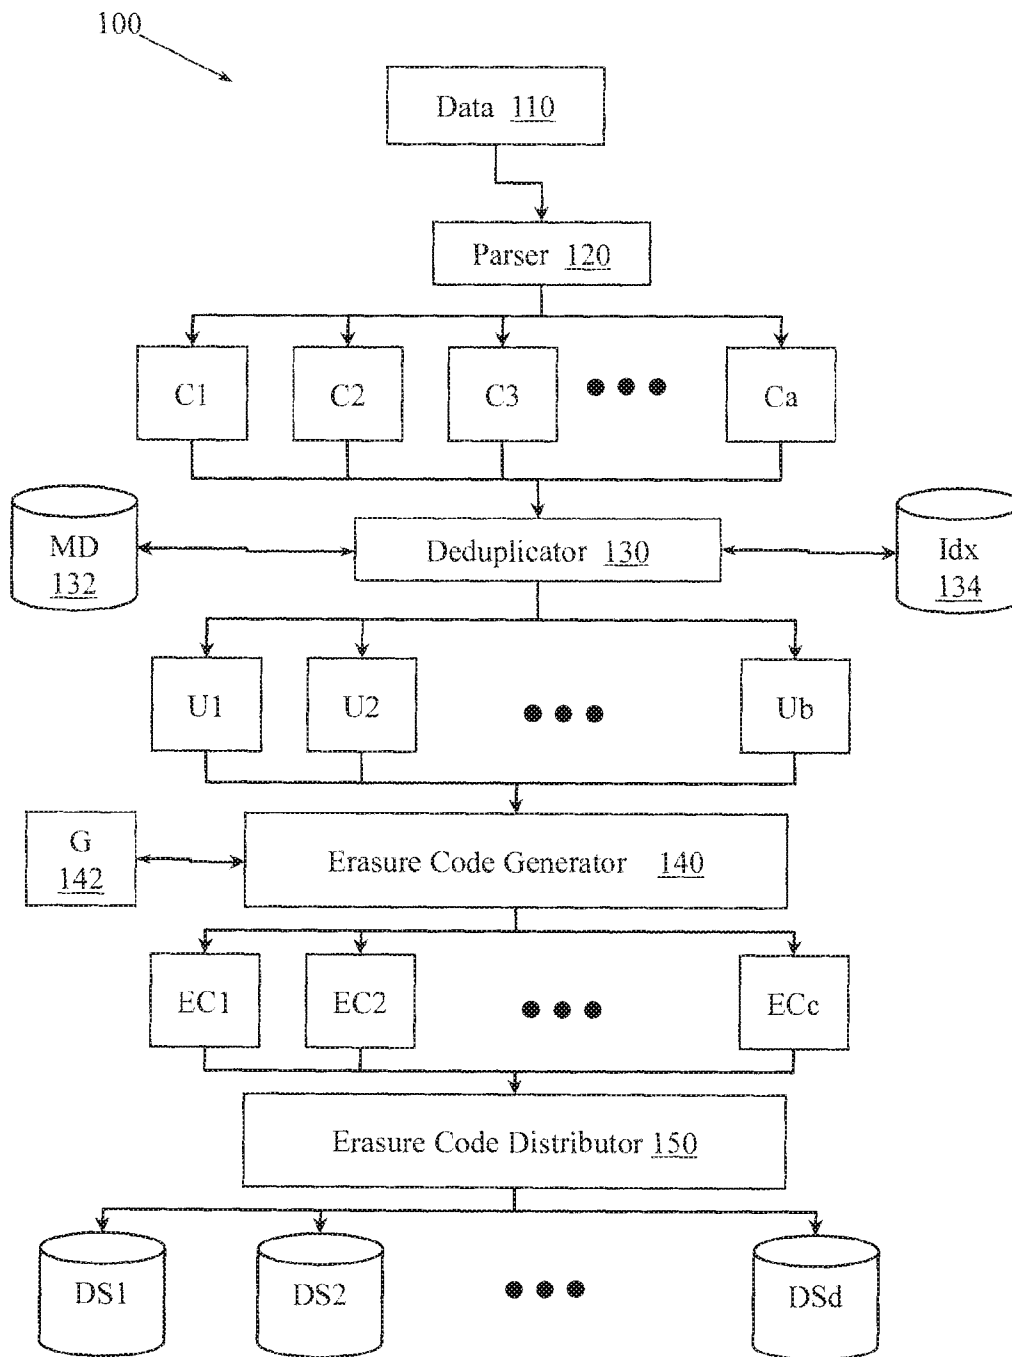 100
Data 110
Parser 120
C1 C2 C3 Ca
MD
132
Deduplicator 130
Idx
134
U1 U2 Ub
G
142
Erasure Code Generator 140
EC1 EC2 ECc
Erasure Code Distributor 150
DS1 DS2 DSd